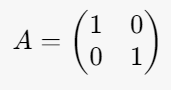 A = (1 0
0 1)